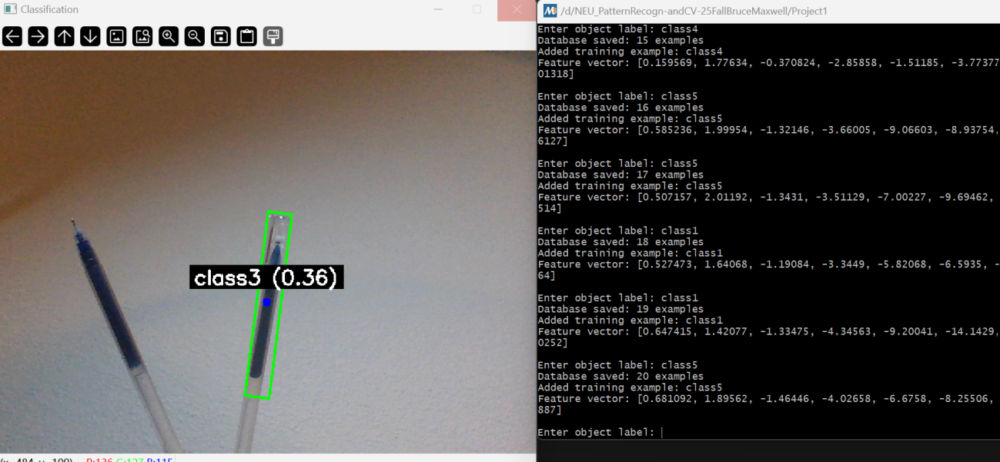 Classification
class3 (0.36)
/d/NEU_PatternRecogn-andCV-25FallBruceMaxwell/Project1
Enter object label: class4
Database saved: 15 examples
Added training example: class4
Feature vector: [0.159569, 1.77634, -0.370824, -2.85858, -1.51185, -3.77377
01318]
Enter object label: class5
Database saved: 16 examples
Added training example: class5
Feature vector: [0.585236, 1.99954, -1.32146, -3.66005, -9.06603, -8.93754,
6127]
Enter object label: class5
Database saved: 17 examples
Added training example: class5
Feature vector: [0.507157, 2.01192, -1.3431, -3.51129, -7.00227, -9.69462,
514]
Enter object label: class1
Database saved: 18 examples
Added training example: class1
Feature vector: [0.527473, 1.64068, -1.19084, -3.3449, -5.82068, -6.5935, -
64]
Enter object label: class1
Database saved: 19 examples
Added training example: class1
Feature vector: [0.647415, 1.42077, -1.33475, -4.34563, -9.20041, -14.1429,
0252]
Enter object label: class5
Database saved: 20 examples
Added training example: class5
Feature vector: [0.681092, 1.89562, -1.46446, -4.02658, -6.6758, -8.25506,
887]
Enter object label: